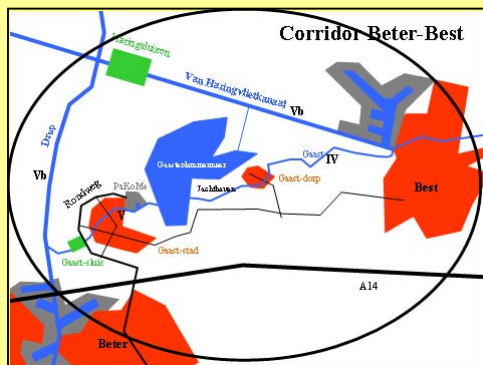 Corridor Beter-Best
Haringsluizen
Van Haringvlietkanaal
Vb
Drop
Vb
Gaasterdammermeer
Gaast
IV
Rondweg
PaKoMe
Jachthaven
Gaast-dorp
Best
V
Gaast-sluis
Gaast-stad
A14
Beter